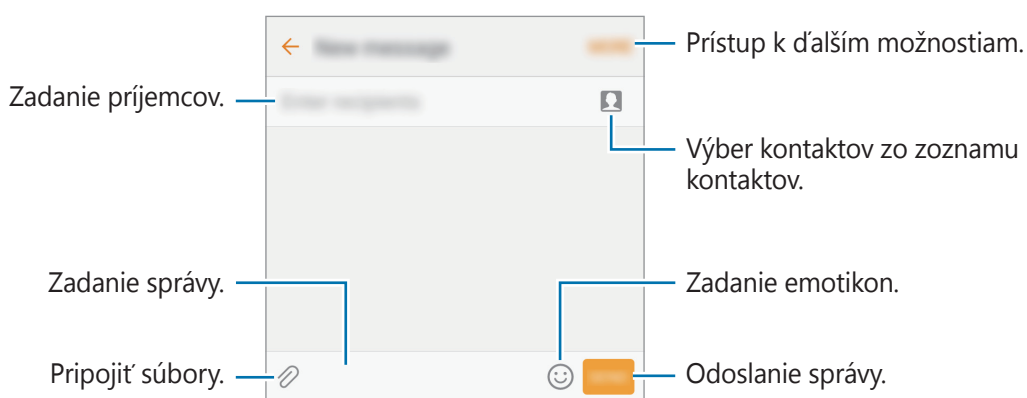 Prístup k ďalším možnostiam.
Zadanie príjemcov.
Výber kontaktov zo zoznamu
kontaktov.
Zadanie správy.
Zadanie emotikon.
Pripojiť súbory.
Odoslanie správy.